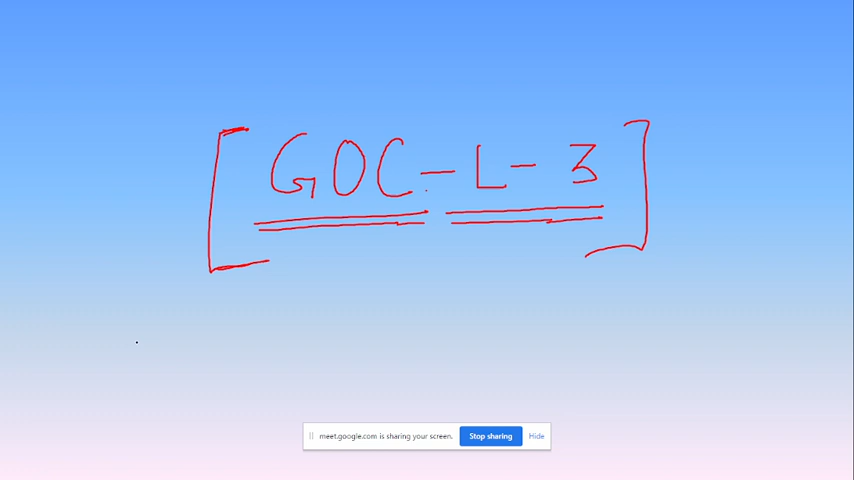 [GOC - L - 3]
meet.google.com is sharing your screen. Stop sharing Hide